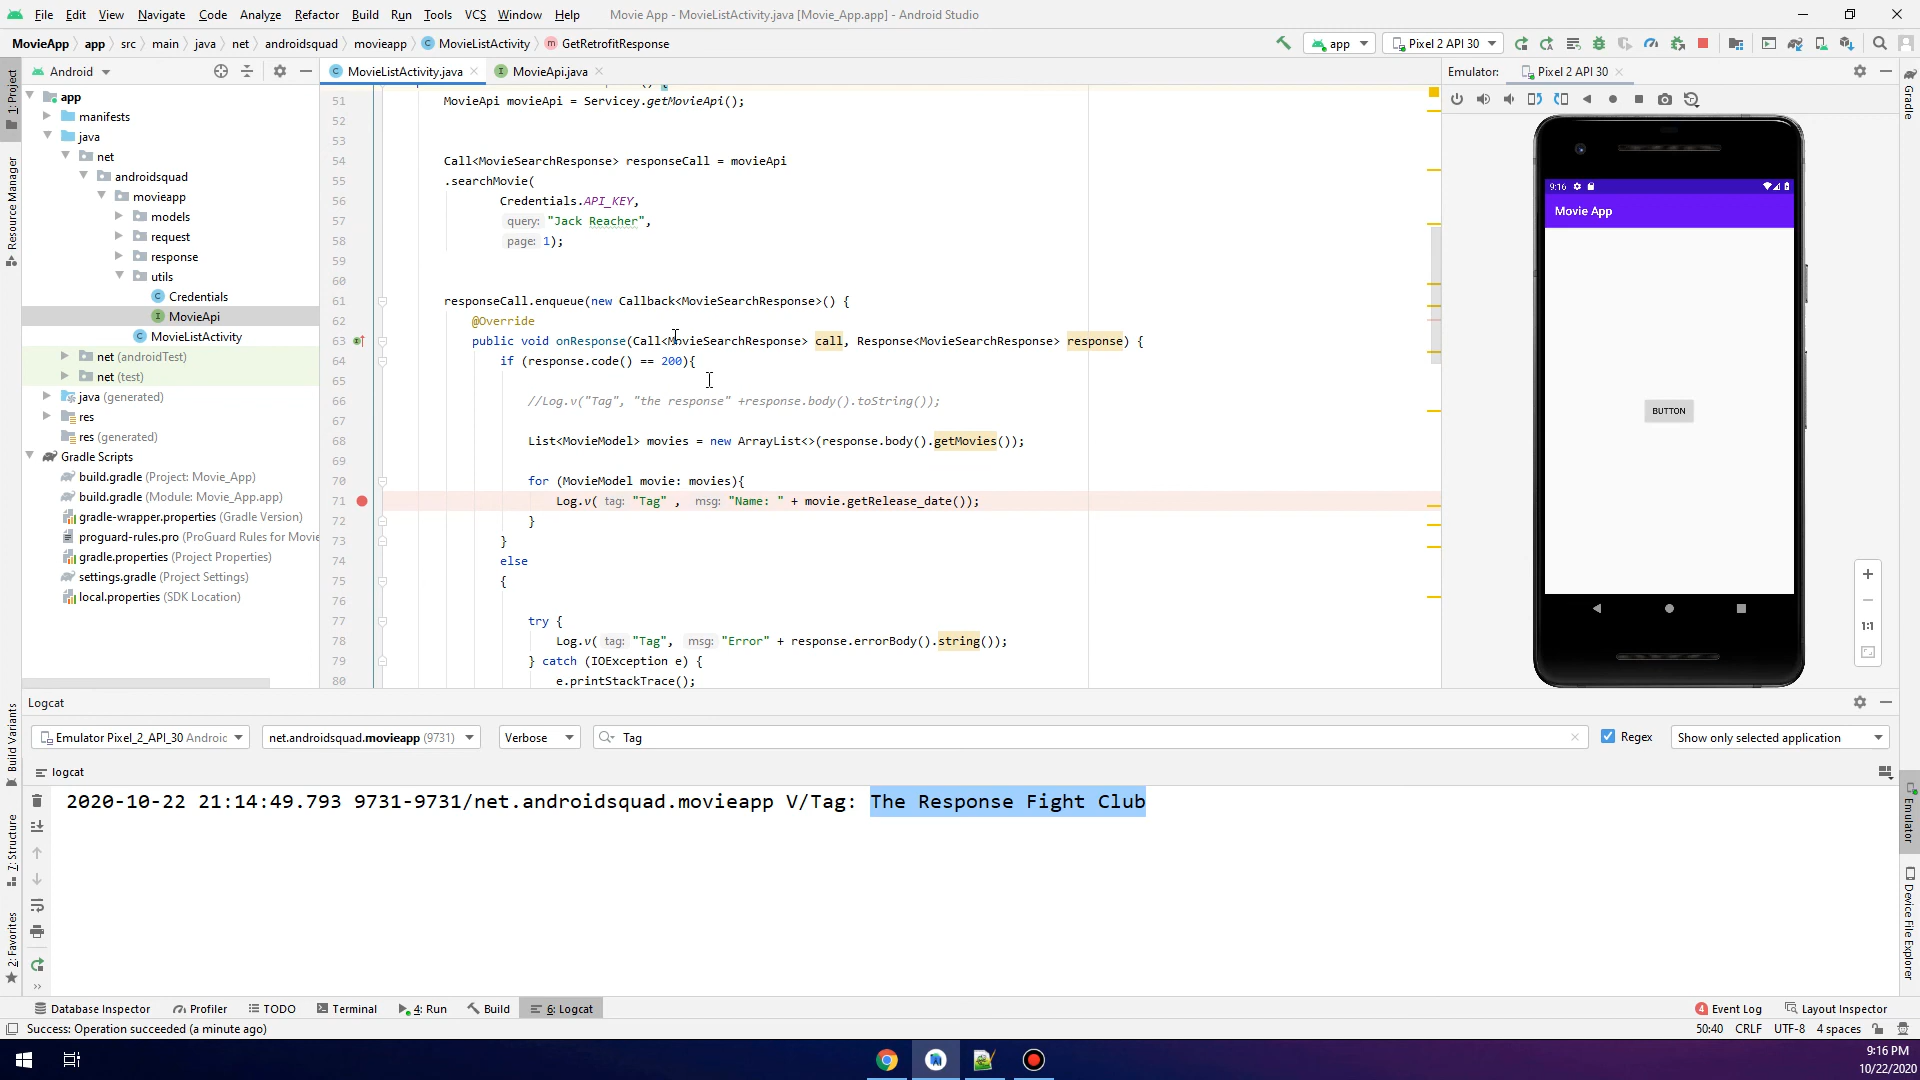 File Edit View Navigate Code Analyze Refactor Build Run Tools VCS Window Help Movie App - MovieListActivity.java [Movie_App.app] - Android Studio
MovieApp app src main java net androidsquad movieapp MovieListActivity GetRetrofitResponse app Pixel 2 API 30
Android
MovieListActivity.java MovieApi.java
Emulator: Pixel 2 API 30
1: Project
Resource Manager
Build Variants
7: Structure
2: Favorites
Gradle
Emulator
Device File Explorer
app
manifests
java
net
androidsquad
movieapp
models
request
response
utils
Credentials
MovieApi
MovieListActivity
net (androidTest)
net (test)
java (generated)
res
res (generated)
Gradle Scripts
build.gradle (Project: Movie_App)
build.gradle (Module: Movie_App.app)
gradle-wrapper.properties (Gradle Version)
proguard-rules.pro (ProGuard Rules for Movie
gradle.properties (Project Properties)
settings.gradle (Project Settings)
local.properties (SDK Location)
51 MovieApi movieApi = Servicey.getMovieApi();
52
53
54 Call<MovieSearchResponse> responseCall = movieApi
55 .searchMovie(
56 Credentials.API_KEY,
57 query: "Jack Reacher",
58 page: 1);
59
60
61 responseCall.enqueue(new Callback<MovieSearchResponse>() {
62 @Override
63 public void onResponse(Call<MovieSearchResponse> call, Response<MovieSearchResponse> response) {
64 if (response.code() == 200){
65
66 //Log.v("Tag", "the response" +response.body().toString());
67
68 List<MovieModel> movies = new ArrayList<>(response.body().getMovies());
69
70 for (MovieModel movie: movies){
71 Log.v( tag: "Tag" , msg: "Name: " + movie.getRelease_date());
72 }
73 }
74 else
75 {
76
77 try {
78 Log.v( tag: "Tag", msg: "Error" + response.errorBody().string());
79 } catch (IOException e) {
80 e.printStackTrace();
9:16
Movie App
BUTTON
1:1
Logcat
Emulator Pixel_2_API_30 Android net.androidsquad.movieapp (9731) Verbose Tag Regex Show only selected application
logcat
2020-10-22 21:14:49.793 9731-9731/net.androidsquad.movieapp V/Tag: The Response Fight Club
Database Inspector Profiler TODO Terminal 4: Run Build 6: Logcat 4 Event Log Layout Inspector
Success: Operation succeeded (a minute ago) 50:40 CRLF UTF-8 4 spaces
9:16 PM
10/22/2020